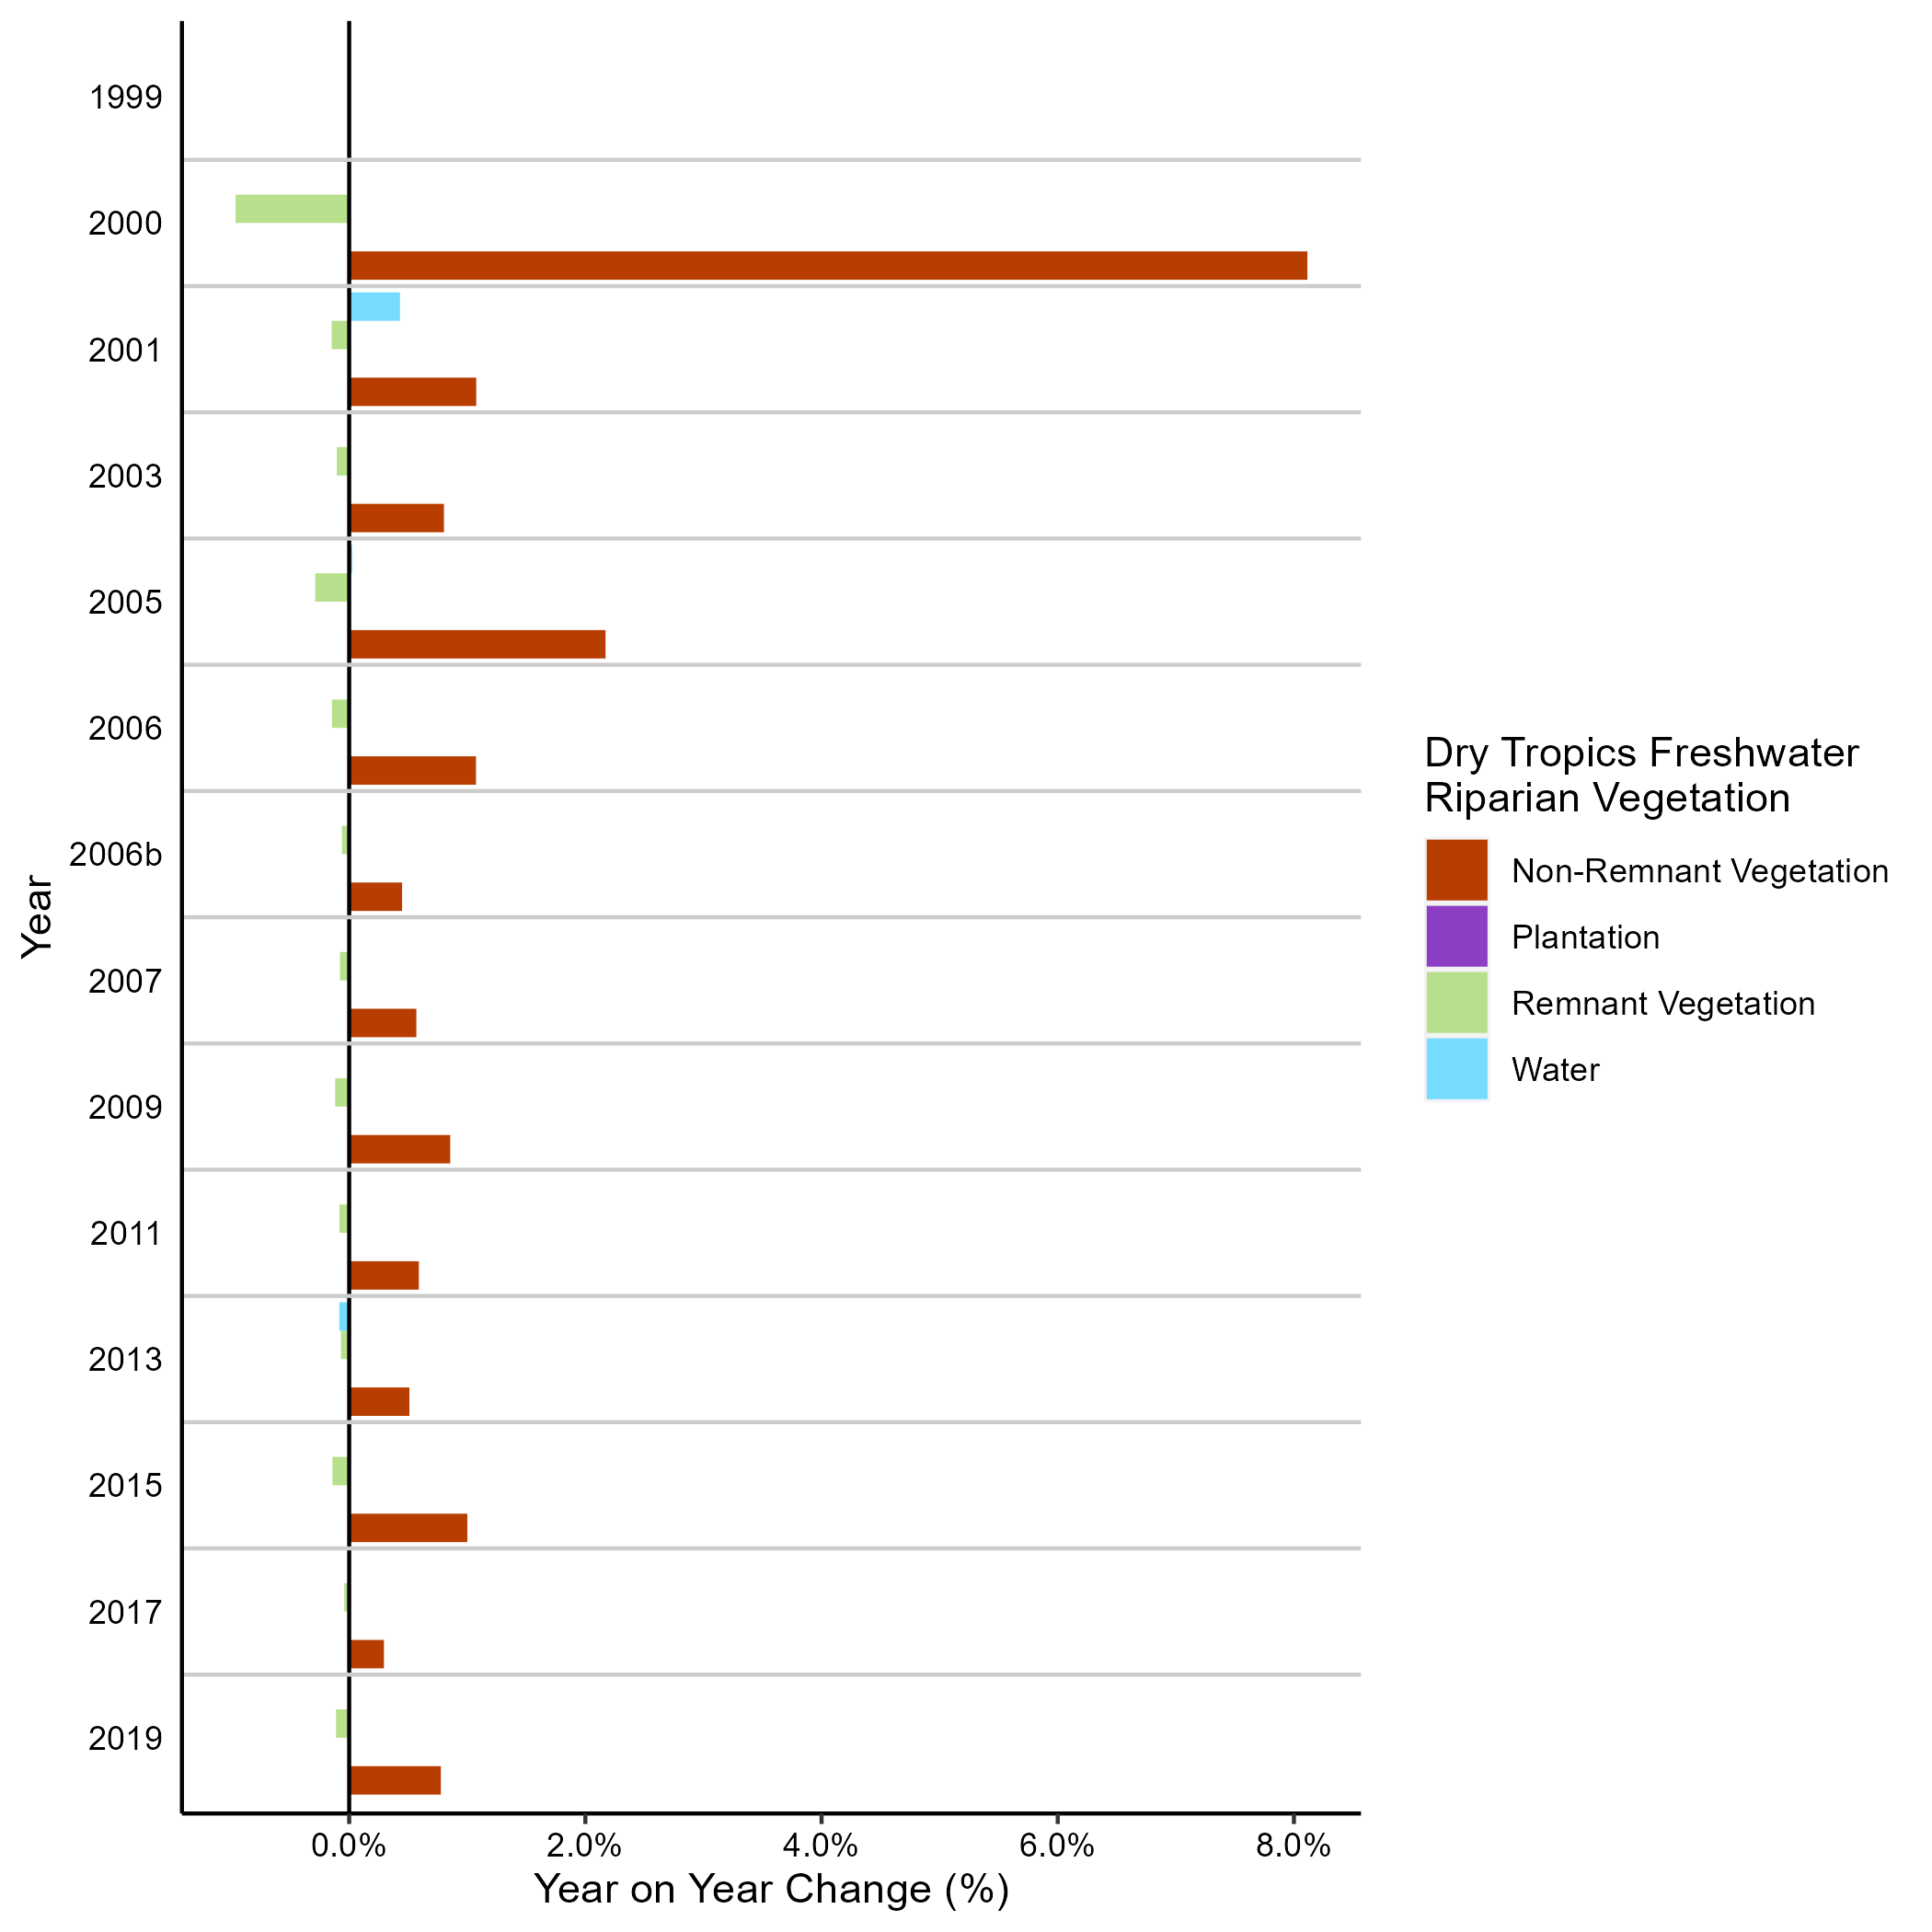 1999
2000
2001
2003
2005
2006
2006b
2007
2009
2011
2013
2015
2017
2019
Year
0.0%
2.0%
4.0%
6.0%
8.0%
Year on Year Change (%)
Dry Tropics Freshwater
Riparian Vegetation
Non-Remnant Vegetation
Plantation
Remnant Vegetation
Water